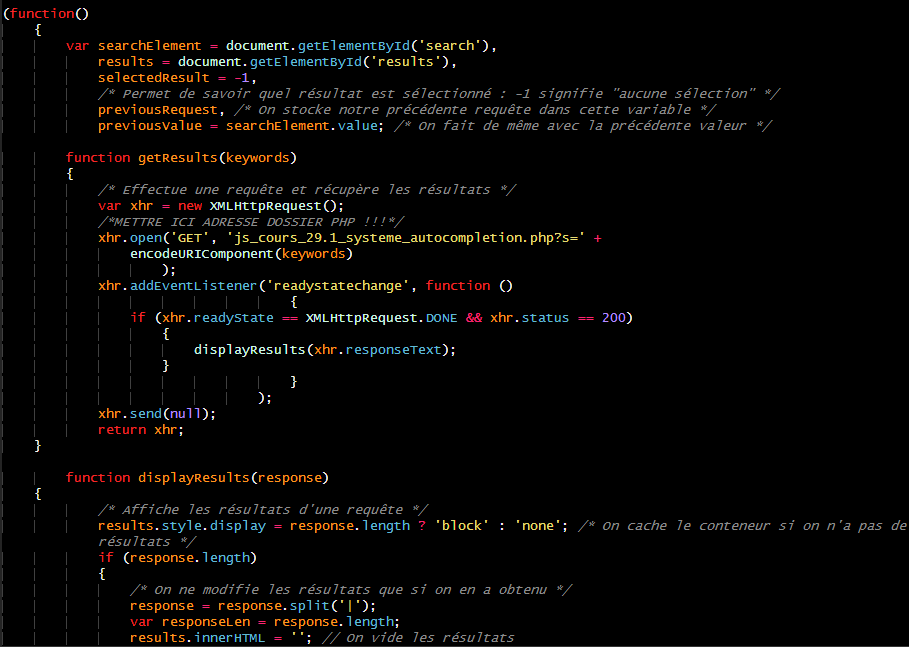 (function()
{
var searchElement = document.getElementById('search'),
results = document.getElementById('results'),
selectedResult = -1,
/* Permet de savoir quel résultat est sélectionné : -1 signifie "aucune sélection" */
previousRequest, /* On stocke notre précédente requête dans cette variable */
previousValue = searchElement.value; /* On fait de même avec la précédente valeur */
function getResults(keywords)
{
/* Effectue une requête et récupère les résultats */
var xhr = new XMLHttpRequest();
/*METTRE ICI ADRESSE DOSSIER PHP !!!*/
xhr.open('GET', 'js_cours_29.1_systeme_autocompletion.php?s=' +
encodeURIComponent(keywords)
);
xhr.addEventListener('readystatechange', function ()
{
if (xhr.readyState == XMLHttpRequest.DONE && xhr.status == 200)
{
displayResults(xhr.responseText);
}
}
);
xhr.send(null);
return xhr;
}
function displayResults(response)
{
/* Affiche les résultats d'une requête */
results.style.display = response.length ? 'block' : 'none'; /* On cache le conteneur si on n'a pas de
résultats */
if (response.length)
{
/* On ne modifie les résultats que si on en a obtenu */
response = response.split('|');
var responseLen = response.length;
results.innerHTML = ''; // On vide les résultats